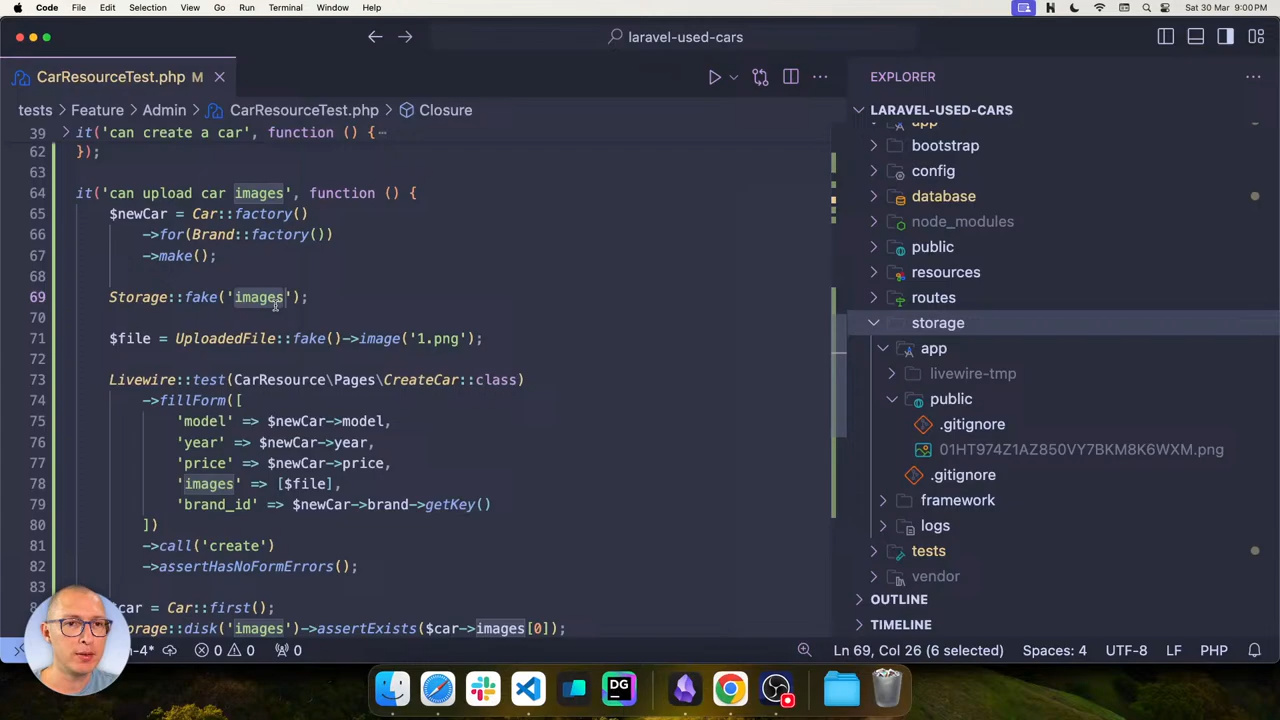 Code File Edit Selection View Go Run Terminal Window Help Sat 30 Mar 9:00 PM
laravel-used-cars
CarResourceTest.php M
tests > Feature > Admin > CarResourceTest.php > Closure
39 it('can create a car', function () {
62 });
63
64 it('can upload car images', function () {
65 $newCar = Car::factory()
66 ->for(Brand::factory())
67 ->make();
68
69 Storage::fake('images');
70
71 $file = UploadedFile::fake()->image('1.png');
72
73 Livewire::test(CarResource\Pages\CreateCar::class)
74 ->fillForm([
75 'model' => $newCar->model,
76 'year' => $newCar->year,
77 'price' => $newCar->price,
78 'images' => [$file],
79 'brand_id' => $newCar->brand->getKey()
80 ])
81 ->call('create')
82 ->assertHasNoFormErrors();
83
car = Car::first();
orage::disk('images')->assertExists($car->images[0]);
EXPLORER
LARAVEL-USED-CARS
app
bootstrap
config
database
node_modules
public
resources
routes
storage
app
livewire-tmp
public
.gitignore
01HT974Z1AZ850VY7BKM8K6WXM.png
.gitignore
framework
logs
tests
vendor
OUTLINE
TIMELINE
n-4* 0 0 0 Ln 69, Col 26 (6 selected) Spaces: 4 UTF-8 LF PHP
DG